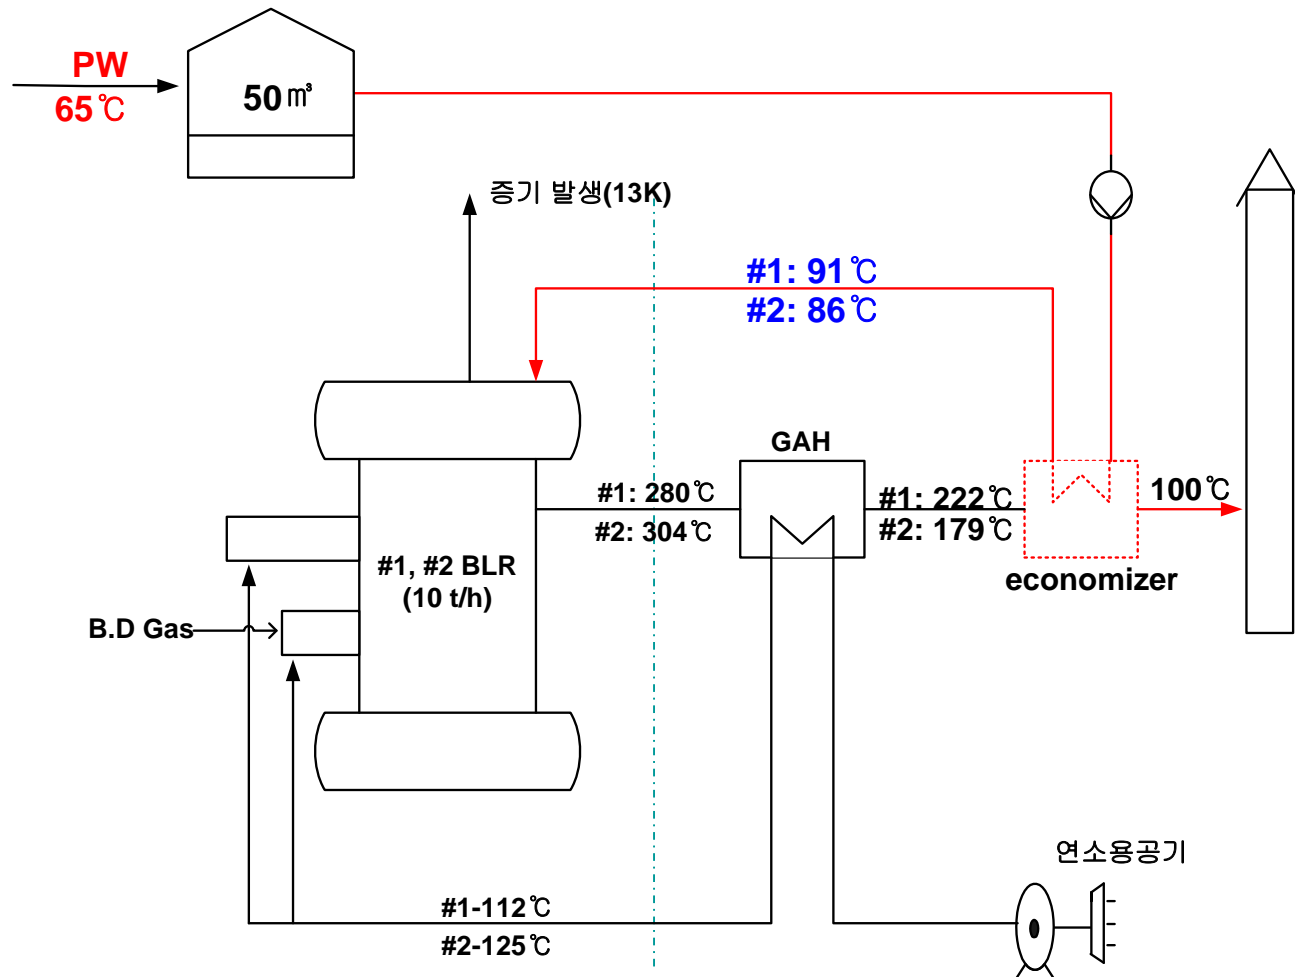 PW
65℃
50㎥
증기 발생(13K)
#1: 91℃
#2: 86℃
GAH
#1: 280℃
#2: 304℃
#1: 222℃
#2: 179℃
100℃
economizer
#1, #2 BLR
(10 t/h)
B.D Gas
연소용공기
#1-112℃
#2-125℃